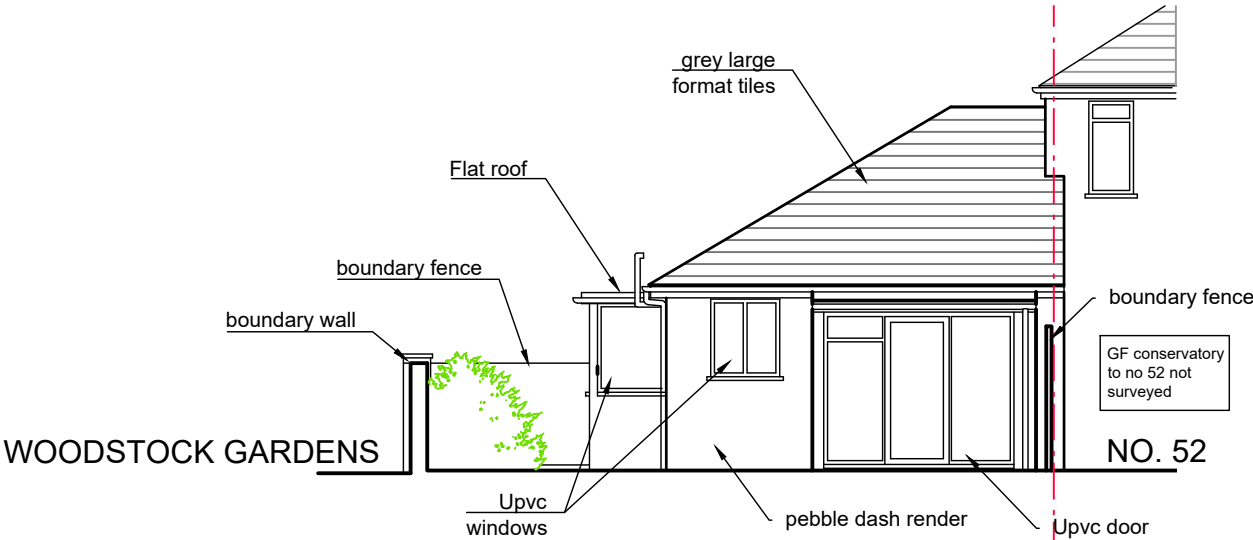 grey large
format tiles
Flat roof
boundary fence
boundary wall
boundary fence
GF conservatory
to no 52 not
surveyed
WOODSTOCK GARDENS
NO. 52
Upvc
windows
pebble dash render
Upvc door